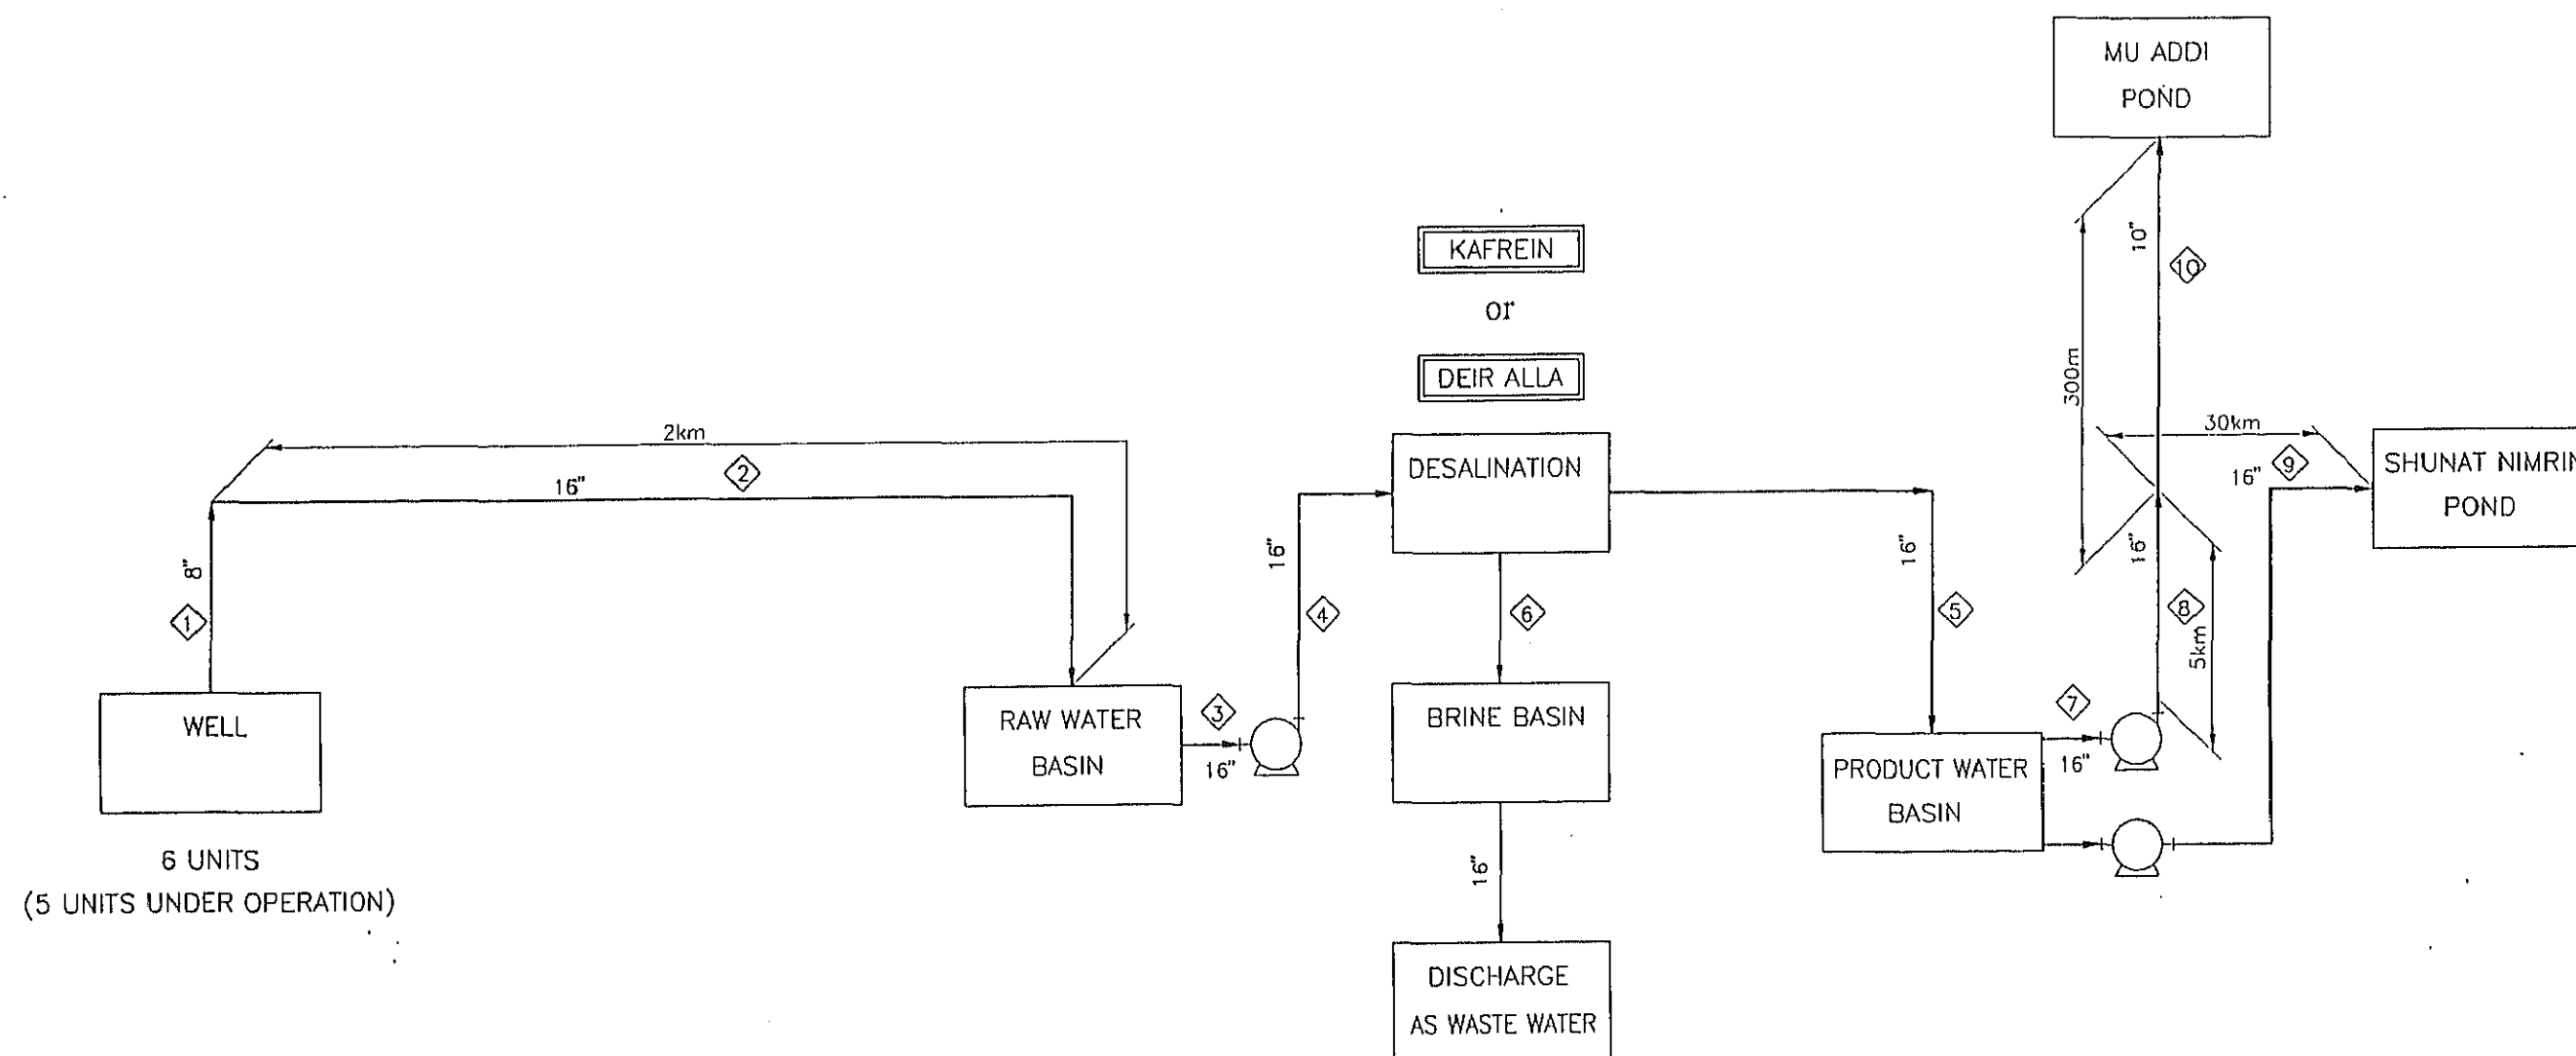 MU ADDI
POND
10"
10
300m
KAFREIN
or
DEIR ALLA
30km
16"
9
SHUNAT NIMRIN
POND
2km
2
16"
8"
1
WELL
6 UNITS
(5 UNITS UNDER OPERATION)
RAW WATER
BASIN
3
16"
16"
4
DESALINATION
6
BRINE BASIN
16"
DISCHARGE
AS WASTE WATER
16"
5
PRODUCT WATER
BASIN
7
16"
16"
8
5km